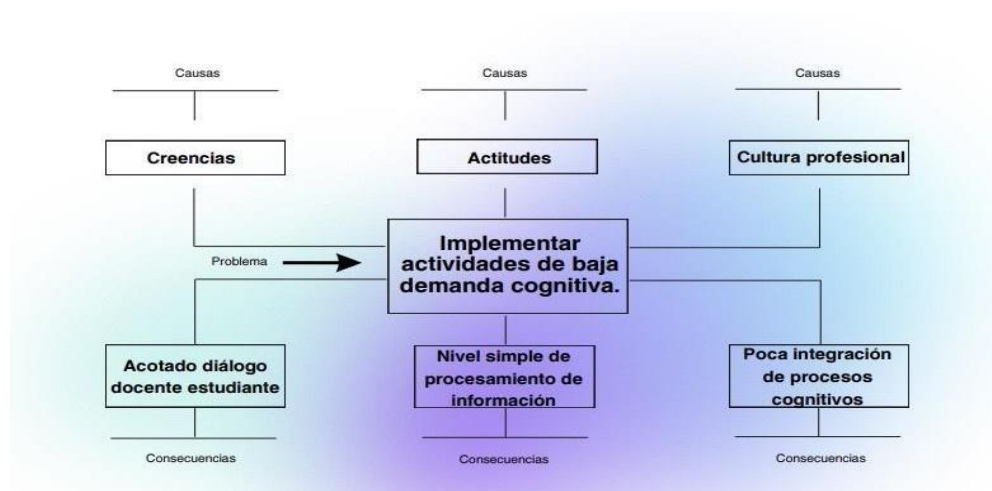 Causas
Causas
Causas
Creencias
Actitudes
Cultura profesional
Implementar
actividades de baja
demanda cognitiva.
Problema
Acotado diálogo
docente estudiante
Nivel simple de
procesamiento de
información
Poca integración
de procesos
cognitivos
Consecuencias
Consecuencias
Consecuencias